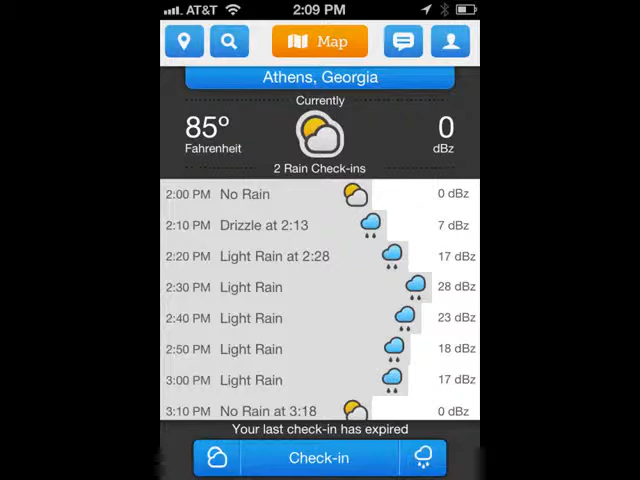 AT&T 2:09 PM
Map
Athens, Georgia
Currently
85° 0
Fahrenheit dBz
2 Rain Check-ins
2:00 PM No Rain 0 dBz
2:10 PM Drizzle at 2:13 7 dBz
2:20 PM Light Rain at 2:28 17 dBz
2:30 PM Light Rain 28 dBz
2:40 PM Light Rain 23 dBz
2:50 PM Light Rain 18 dBz
3:00 PM Light Rain 17 dBz
3:10 PM No Rain at 3:18 0 dBz
Your last check-in has expired
Check-in